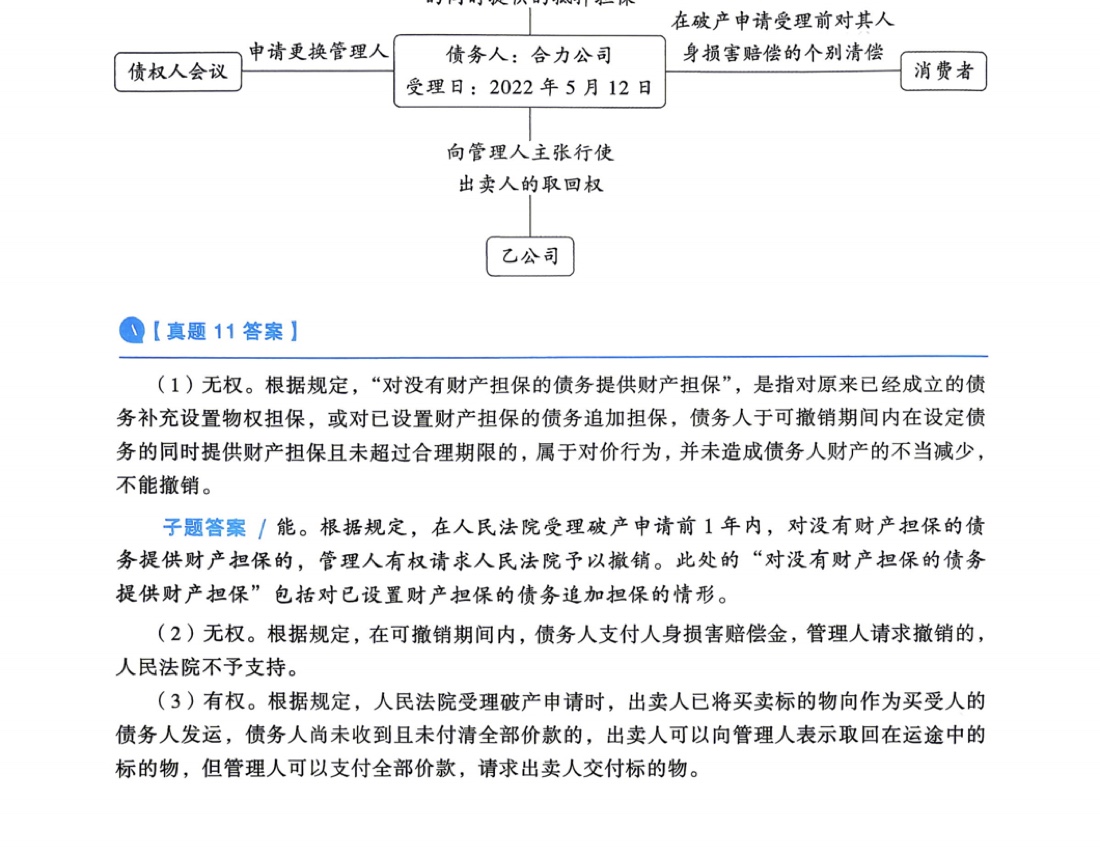 的同时提供的抵押担保
在破产申请受理前对其人
身损害赔偿的个别清偿
申请更换管理人
债权人会议
债务人：合力公司
受理日：2022 年 5 月 12 日
消费者
向管理人主张行使
出卖人的取回权
乙公司
【真题 11 答案】
（1）无权。根据规定，“对没有财产担保的债务提供财产担保”，是指对原来已经成立的债
务补充设置物权担保，或对已设置财产担保的债务追加担保，债务人于可撤销期间内在设定债
务的同时提供财产担保且未超过合理期限的，属于对价行为，并未造成债务人财产的不当减少，
不能撤销。
子题答案 / 能。根据规定，在人民法院受理破产申请前 1 年内，对没有财产担保的债
务提供财产担保的，管理人有权请求人民法院予以撤销。此处的“对没有财产担保的债务
提供财产担保”包括对已设置财产担保的债务追加担保的情形。
（2）无权。根据规定，在可撤销期间内，债务人支付人身损害赔偿金，管理人请求撤销的，
人民法院不予支持。
（3）有权。根据规定，人民法院受理破产申请时，出卖人已将买卖标的物向作为买受人的
债务人发运，债务人尚未收到且未付清全部价款的，出卖人可以向管理人表示取回在运途中的
标的物，但管理人可以支付全部价款，请求出卖人交付标的物。